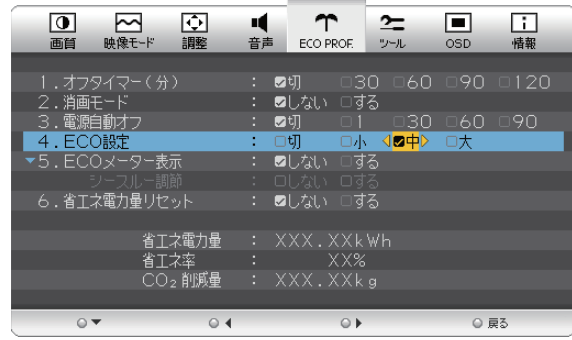 画質 映像モード 調整 音声 ECO PROF. ツール OSD 情報
1.オフタイマー(分) : ☑切 □30 □60 □90 □120
2.消画モード : ☑しない □する
3.電源自動オフ : ☑切 □1 □30 □60 □90
4.ECO設定 : □切 □小 ◁☑中▷ □大
▼5.ECOメーター表示 : ☑しない □する
シースルー調節 : □しない □する
6.省エネ電力量リセット : ☑しない □する
省エネ電力量 : XXX.XXkWh
省エネ率 : XX%
CO₂削減量 : XXX.XXkg
○▼ ○◀ ○▶ ○戻る